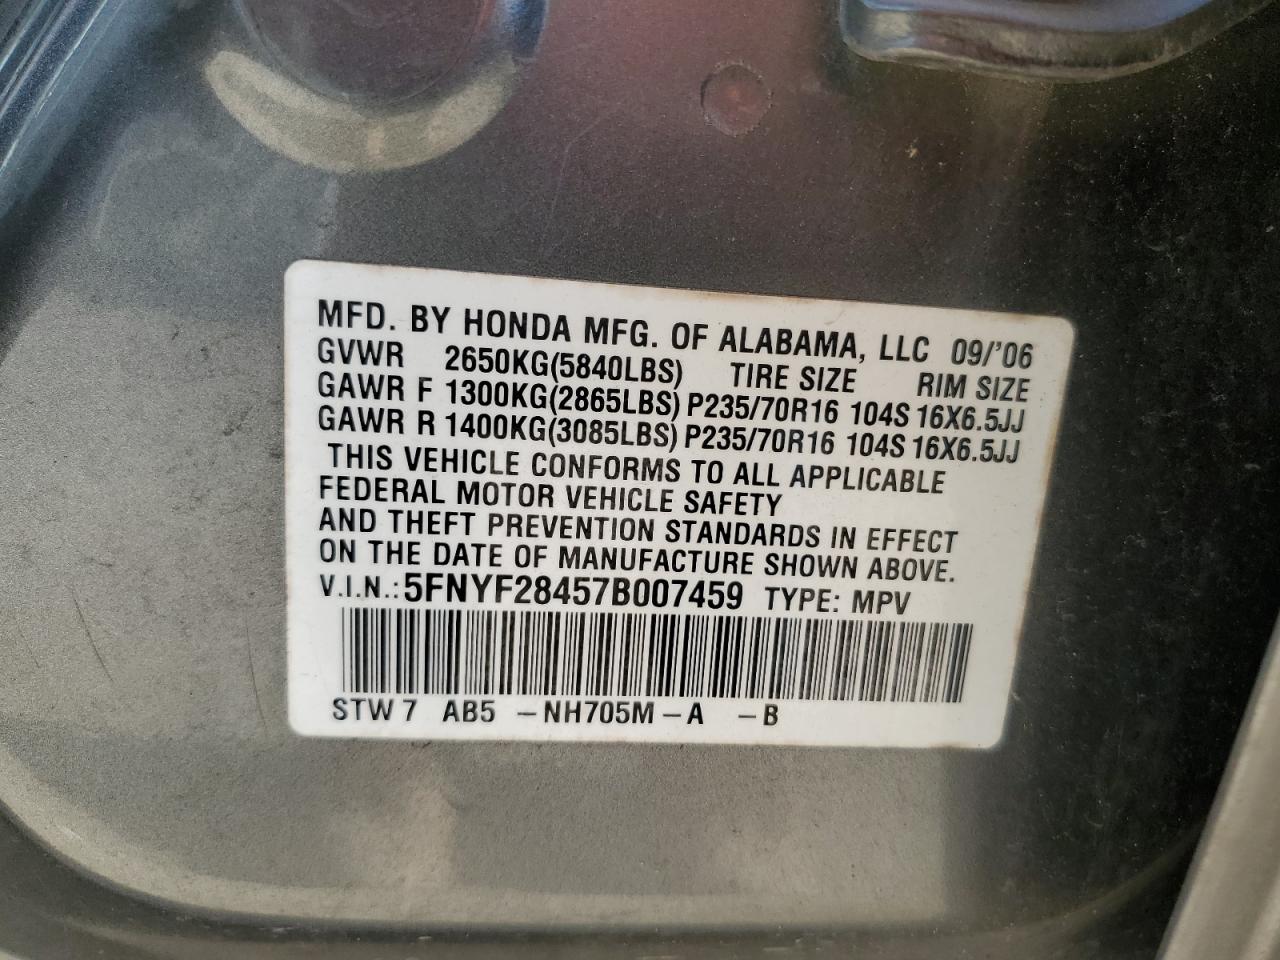 MFD. BY HONDA MFG. OF ALABAMA, LLC 09/'06
GVWR 2650KG(5840LBS) TIRE SIZE RIM SIZE
GAWR F 1300KG(2865LBS) P235/70R16 104S 16X6.5JJ
GAWR R 1400KG(3085LBS) P235/70R16 104S 16X6.5JJ
THIS VEHICLE CONFORMS TO ALL APPLICABLE
FEDERAL MOTOR VEHICLE SAFETY
AND THEFT PREVENTION STANDARDS IN EFFECT
ON THE DATE OF MANUFACTURE SHOWN ABOVE.
V.I.N.: 5FNYF28457B007459 TYPE: MPV
STW 7 AB5 -NH705M-A -B